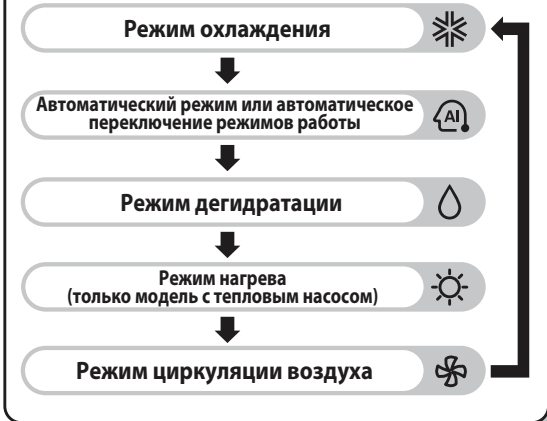 Режим охлаждения
Автоматический режим или автоматическое
переключение режимов работы
AI
Режим дегидратации
Режим нагрева
(только модель с тепловым насосом)
Режим циркуляции воздуха